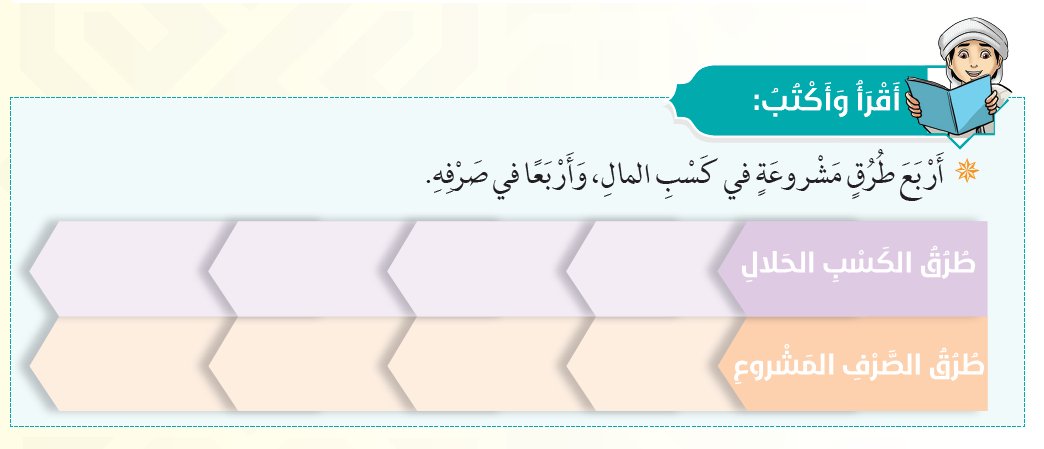 أَقْرَأُ وَأَكْتُبُ:
أَرْبَعَ طُرُقٍ مَشْروعَةٍ في كَسْبِ المالِ، وَأَرْبَعًا في صَرْفِهِ.
طُرُقُ الكَسْبِ الحَلالِ
طُرُقُ الصَّرْفِ المَشْروعِ